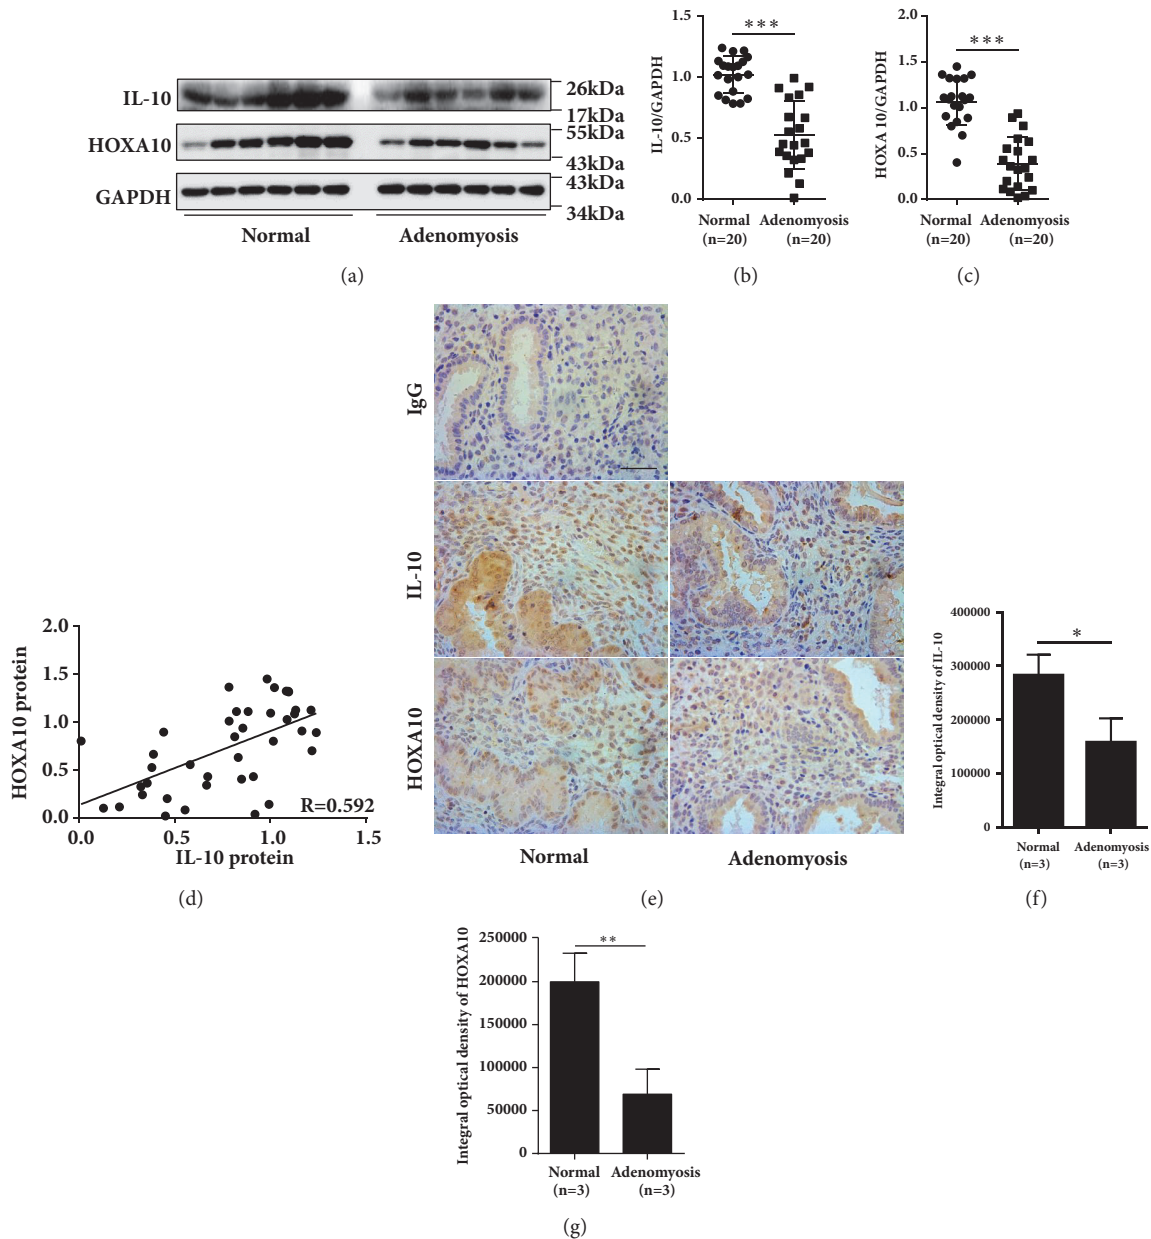 IL-10
HOXA10
GAPDH
26kDa
17kDa
55kDa
43kDa
43kDa
34kDa
Normal
Adenomyosis
(a)
IL-10/GAPDH
1.5
1.0
0.5
0.0
***
Normal
(n=20)
Adenomyosis
(n=20)
(b)
HOXA 10/GAPDH
2.0
1.5
1.0
0.5
0.0
***
Normal
(n=20)
Adenomyosis
(n=20)
(c)
HOXA10 protein
2.0
1.5
1.0
0.5
0.0
0.0
0.5
1.0
1.5
R=0.592
IL-10 protein
(d)
IgG
IL-10
HOXA10
Normal
Adenomyosis
(e)
Integral optical density of IL-10
400000
300000
200000
100000
0
*
Normal
(n=3)
Adenomyosis
(n=3)
(f)
Integral optical density of HOXA10
250000
200000
150000
100000
50000
0
**
Normal
(n=3)
Adenomyosis
(n=3)
(g)